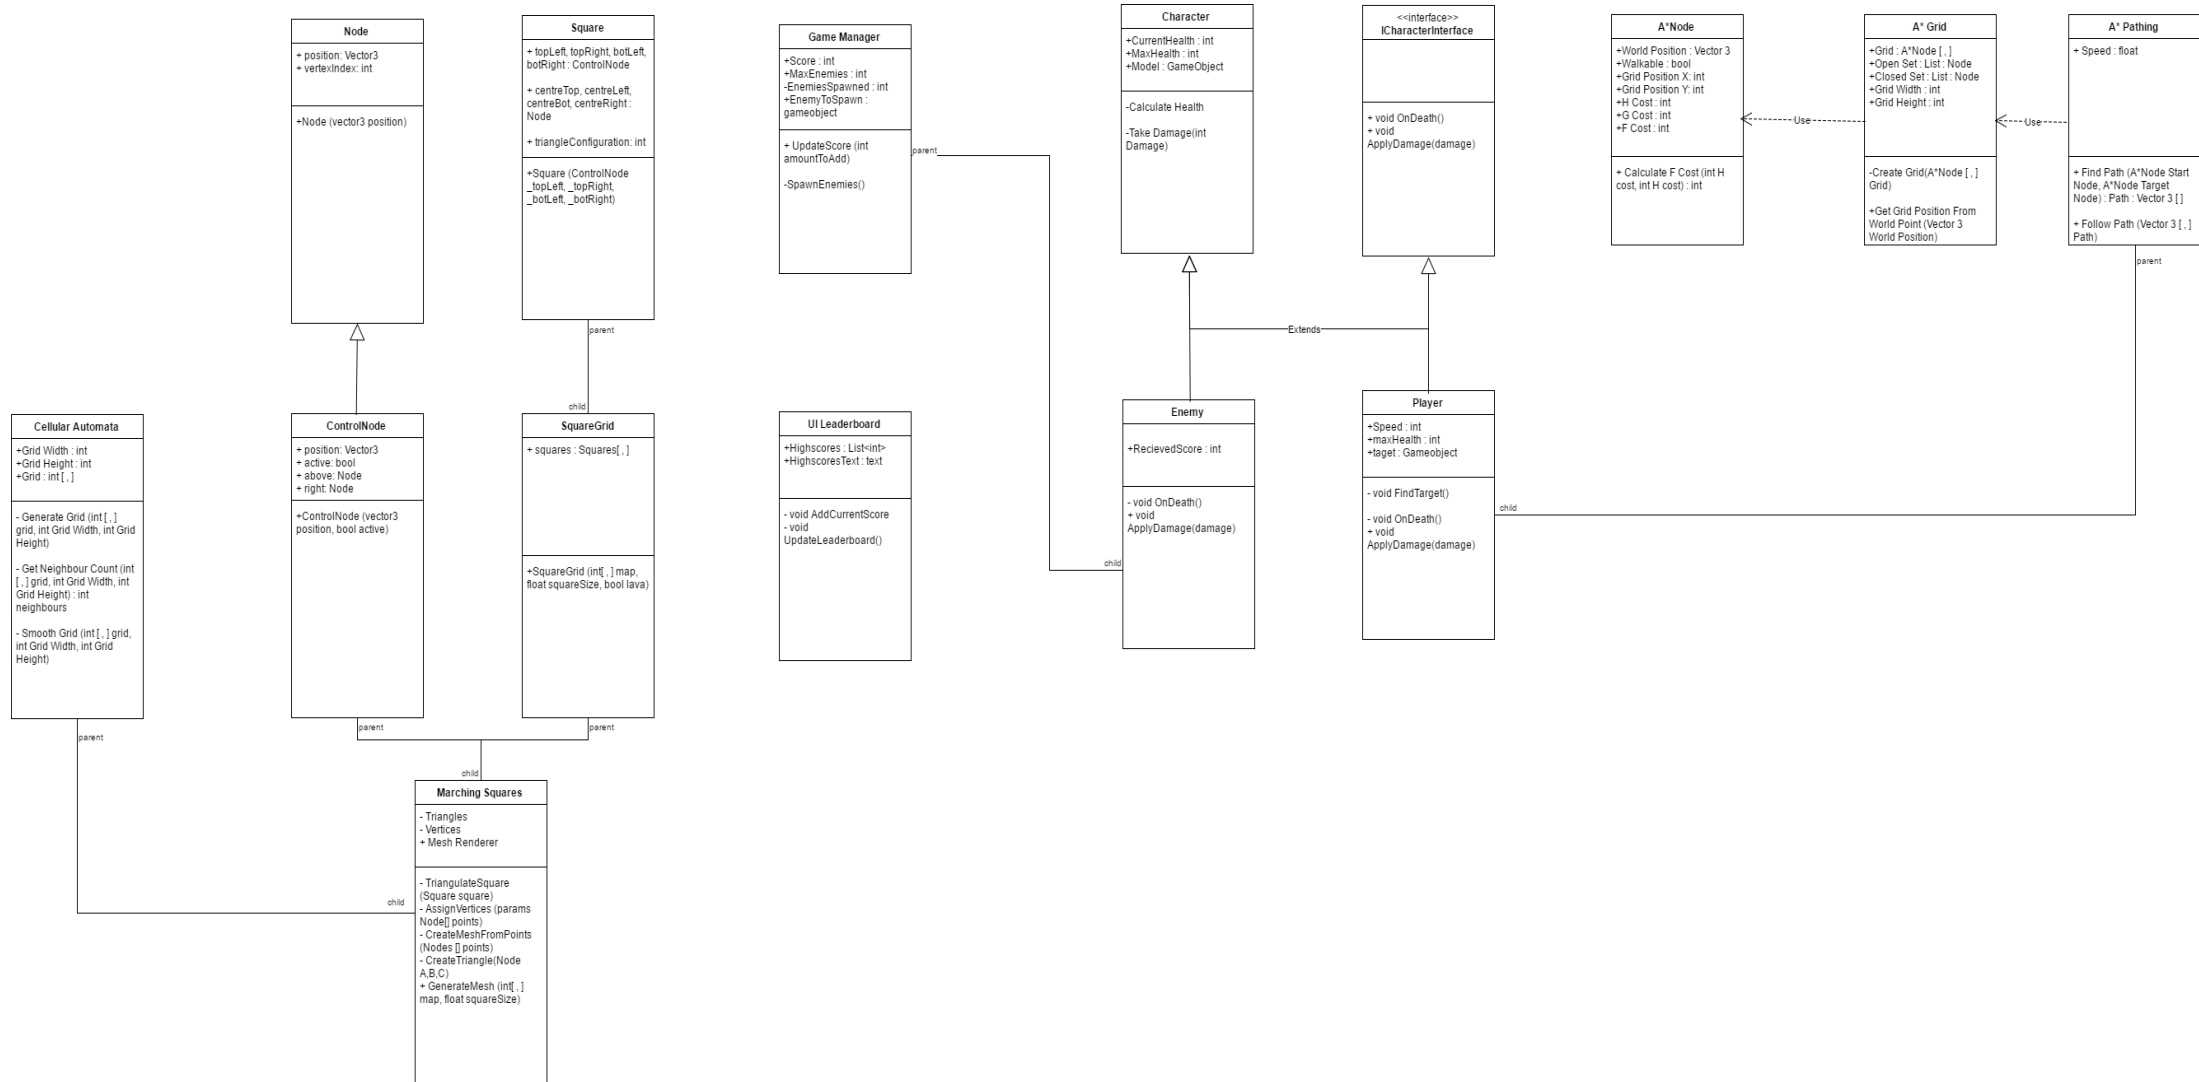 Node
+ position: Vector3
+ vertexIndex: int
+Node (vector3 position)
Square
+ topLeft, topRight, botLeft,
botRight : ControlNode
+ centreTop, centreLeft,
centreBot, centreRight :
Node
+ triangleConfiguration: int
+Square (ControlNode
_topLeft, _topRight,
_botLeft, _botRight)
parent
child
Game Manager
+Score : int
+MaxEnemies : int
-EnemiesSpawned : int
+EnemyToSpawn :
gameobject
+ UpdateScore (int
amountToAdd)
-SpawnEnemies()
parent
child
Character
+CurrentHealth : int
+MaxHealth : int
+Model : GameObject
-Calculate Health
-Take Damage(int
Damage)
<<interface>>
ICharacterInterface
+ void OnDeath()
+ void
ApplyDamage(damage)
Extends
A*Node
+World Position : Vector 3
+Walkable : bool
+Grid Position X: int
+Grid Position Y: int
+H Cost : int
+G Cost : int
+F Cost : int
+ Calculate F Cost (int H
cost, int H cost) : int
Use
A* Grid
+Grid : A*Node [ , ]
+Open Set : List : Node
+Closed Set : List : Node
+Grid Width : int
+Grid Height : int
-Create Grid(A*Node [ , ]
Grid)
+Get Grid Position From
World Point (Vector 3
World Position)
Use
A* Pathing
+ Speed : float
+ Find Path (A*Node Start
Node, A*Node Target
Node) : Path : Vector 3 [ ]
+ Follow Path (Vector 3 [ , ]
Path)
parent
child
Cellular Automata
+Grid Width : int
+Grid Height : int
+Grid : int [ , ]
- Generate Grid (int [ , ]
grid, int Grid Width, int Grid
Height)
- Get Neighbour Count (int
[ , ] grid, int Grid Width, int
Grid Height) : int
neighbours
- Smooth Grid (int [ , ] grid,
int Grid Width, int Grid
Height)
parent
child
ControlNode
+ position: Vector3
+ active: bool
+ above: Node
+ right: Node
+ControlNode (vector3
position, bool active)
parent
SquareGrid
+ squares : Squares[ , ]
+SquareGrid (int[ , ] map,
float squareSize, bool lava)
parent
child
UI Leaderboard
+Highscores : List<int>
+HighscoresText : text
- void AddCurrentScore
- void
UpdateLeaderboard()
Enemy
+RecievedScore : int
- void OnDeath()
+ void
ApplyDamage(damage)
Player
+Speed : int
+maxHealth : int
+taget : Gameobject
- void FindTarget()
- void OnDeath()
+ void
ApplyDamage(damage)
Marching Squares
- Triangles
- Vertices
+ Mesh Renderer
- TriangulateSquare
(Square square)
- AssignVertices (params
Node[] points)
- CreateMeshFromPoints
(Nodes [] points)
- CreateTriangle(Node
A,B,C)
+ GenerateMesh (int[ , ]
map, float squareSize)